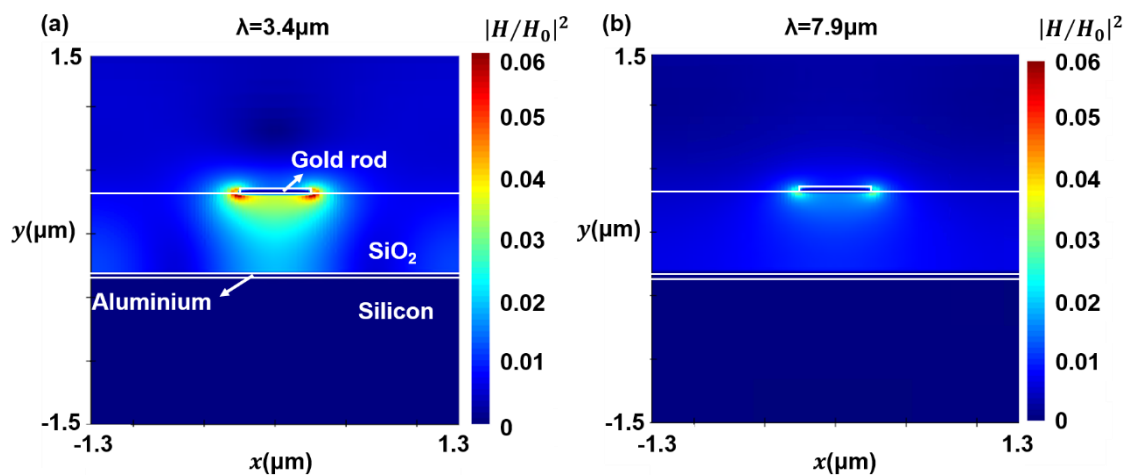 (a)
λ=3.4μm
|H/H₀|²
1.5
0.06
0.05
Gold rod
0.04
y(μm)
0.03
SiO₂
0.02
Aluminium
Silicon
0.01
-1.5
0
-1.3
x(μm)
1.3
(b)
λ=7.9μm
|H/H₀|²
1.5
0.06
0.05
0.04
y(μm)
0.03
0.02
0.01
-1.5
0
-1.3
x(μm)
1.3